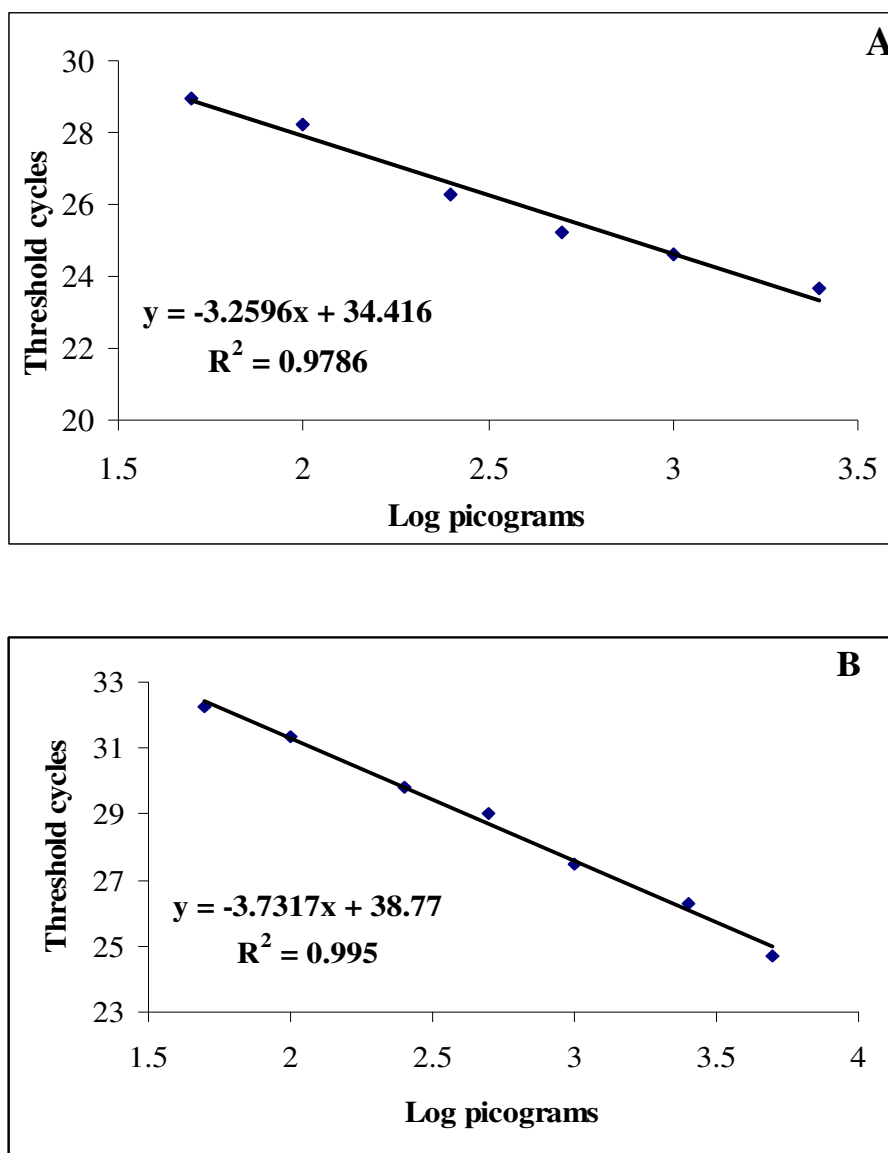 A
30
28
26
24
22
20
Threshold cycles
y = -3.2596x + 34.416
R² = 0.9786
1.5 2 2.5 3 3.5
Log picograms
B
33
31
29
27
25
23
Threshold cycles
y = -3.7317x + 38.77
R² = 0.995
1.5 2 2.5 3 3.5 4
Log picograms